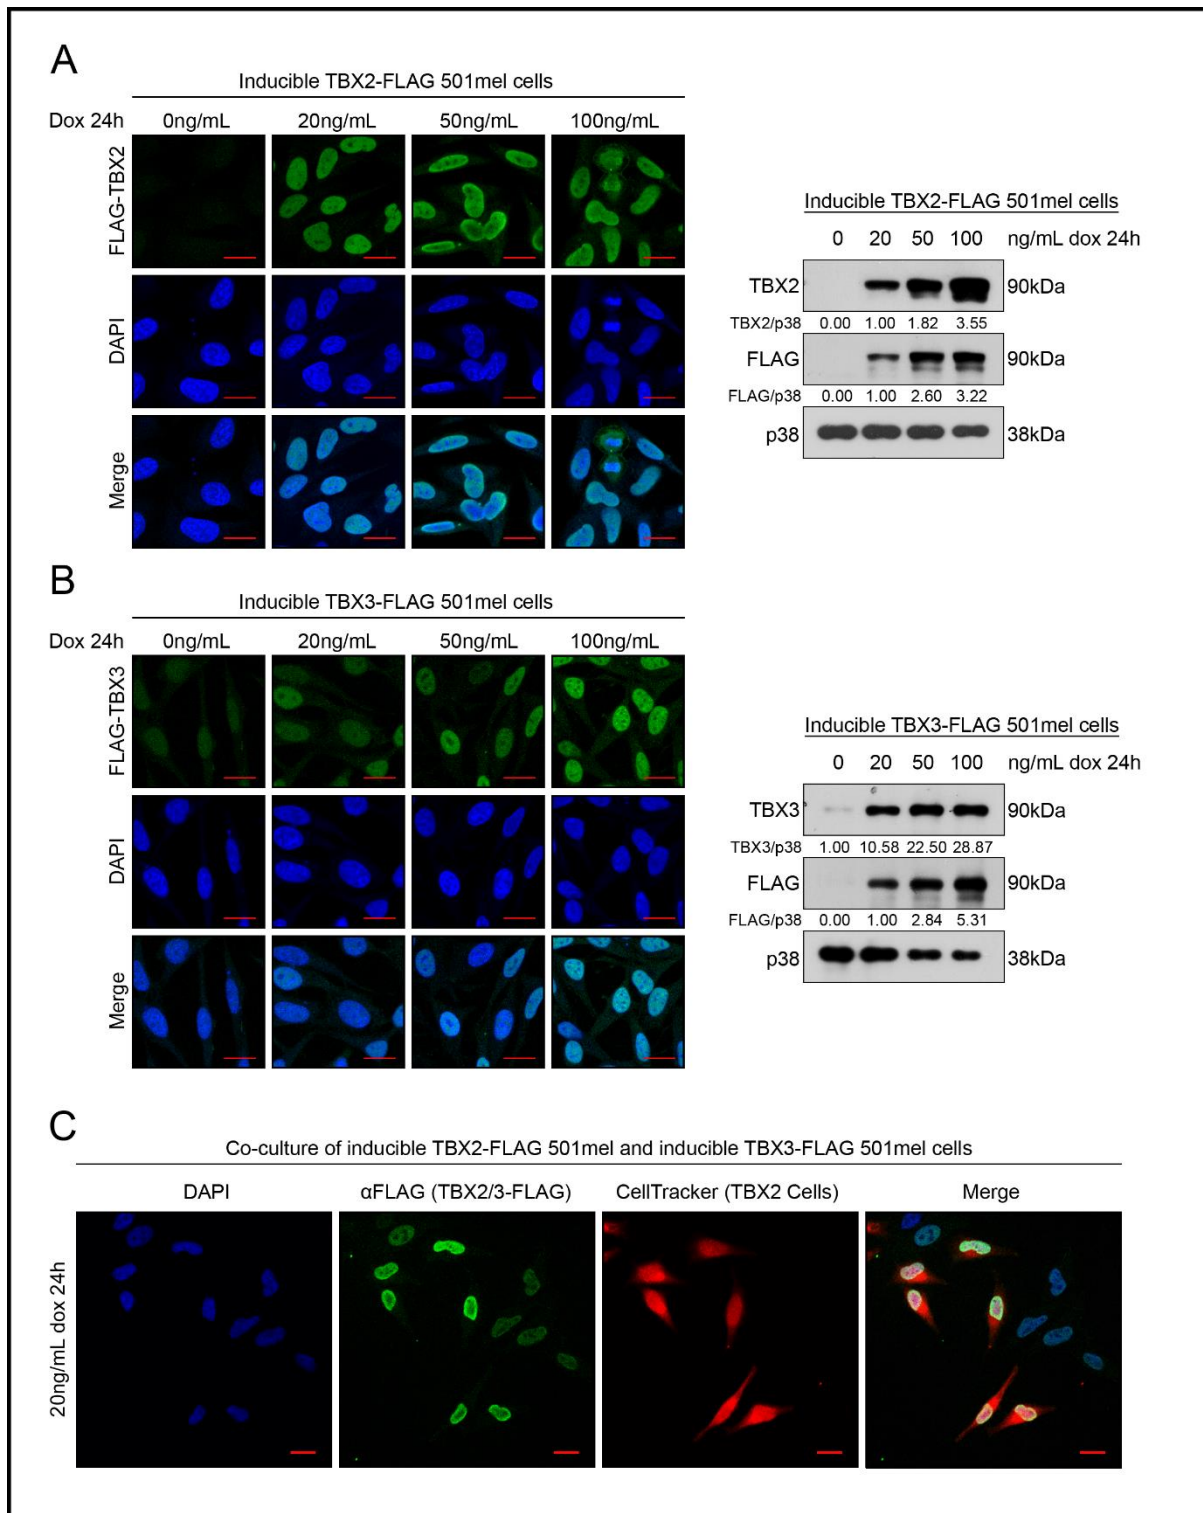 A
Inducible TBX2-FLAG 501mel cells
Dox 24h 0ng/mL 20ng/mL 50ng/mL 100ng/mL
FLAG-TBX2
DAPI
Merge
Inducible TBX2-FLAG 501mel cells
0 20 50 100 ng/mL dox 24h
TBX2 90kDa
TBX2/p38 0.00 1.00 1.82 3.55
FLAG 90kDa
FLAG/p38 0.00 1.00 2.60 3.22
p38 38kDa
B
Inducible TBX3-FLAG 501mel cells
Dox 24h 0ng/mL 20ng/mL 50ng/mL 100ng/mL
FLAG-TBX3
DAPI
Merge
Inducible TBX3-FLAG 501mel cells
0 20 50 100 ng/mL dox 24h
TBX3 90kDa
TBX3/p38 1.00 10.58 22.50 28.87
FLAG 90kDa
FLAG/p38 0.00 1.00 2.84 5.31
p38 38kDa
C
Co-culture of inducible TBX2-FLAG 501mel and inducible TBX3-FLAG 501mel cells
DAPI αFLAG (TBX2/3-FLAG) CellTracker (TBX2 Cells) Merge
20ng/mL dox 24h